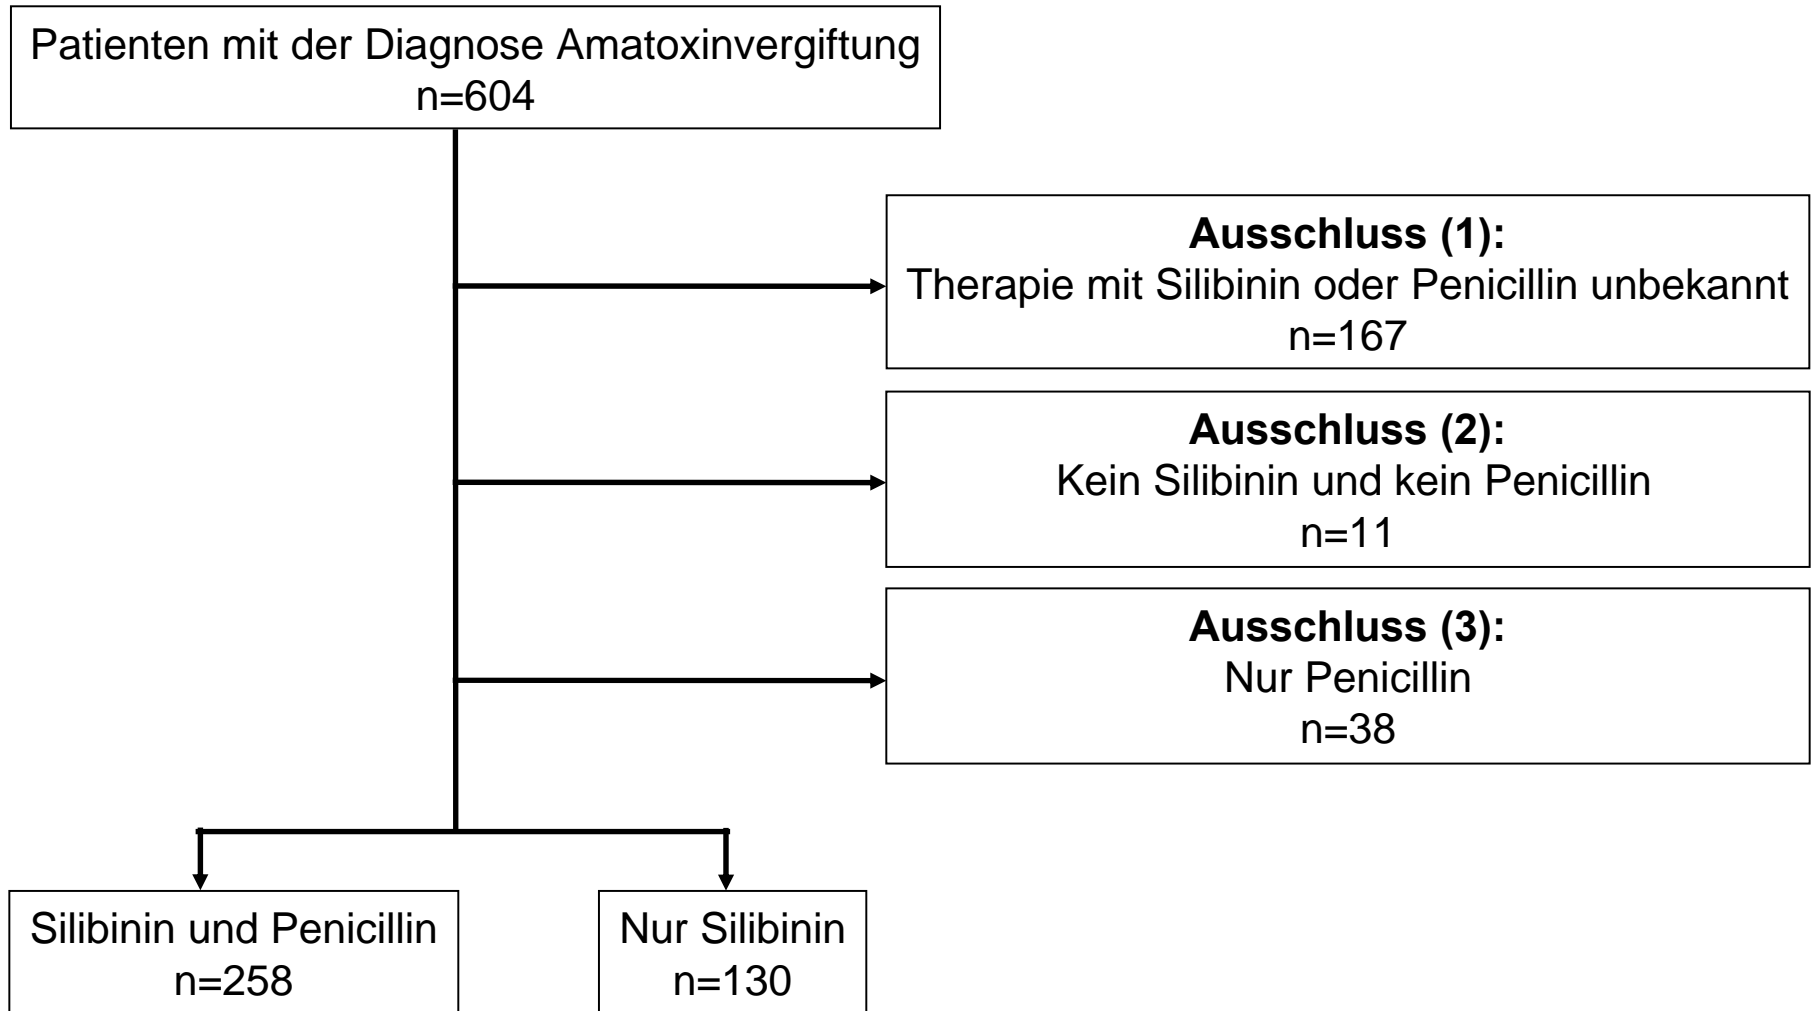 Patienten mit der Diagnose Amatoxinvergiftung
n=604
Ausschluss (1):
Therapie mit Silibinin oder Penicillin unbekannt
n=167
Ausschluss (2):
Kein Silibinin und kein Penicillin
n=11
Ausschluss (3):
Nur Penicillin
n=38
Silibinin und Penicillin
n=258
Nur Silibinin
n=130